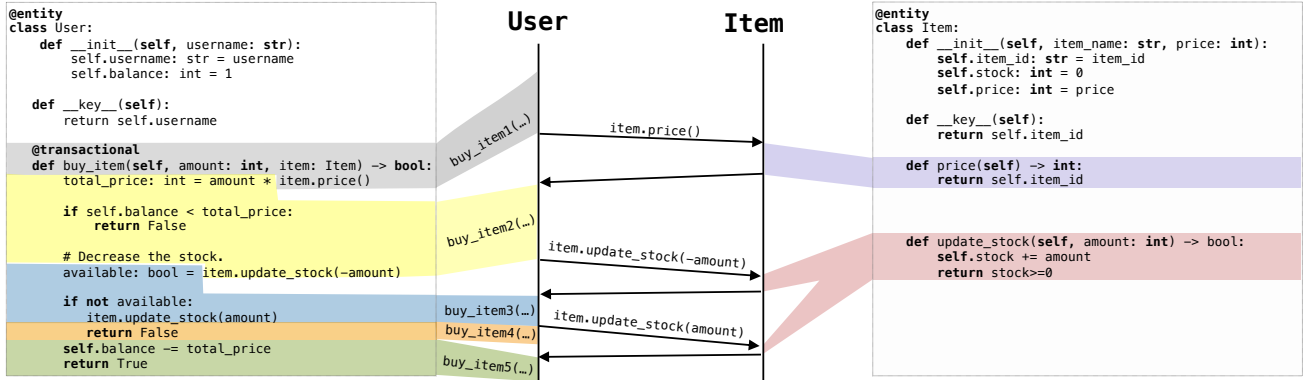 @entity
class User:
def __init__(self, username: str):
self.username: str = username
self.balance: int = 1
def __key__(self):
return self.username
@transactional
def buy_item(self, amount: int, item: Item) -> bool:
total_price: int = amount * item.price()
if self.balance < total_price:
return False
# Decrease the stock.
available: bool = item.update_stock(-amount)
if not available:
item.update_stock(amount)
return False
self.balance -= total_price
return True
User
Item
buy_item1(…)
item.price()
buy_item2(…)
item.update_stock(-amount)
buy_item3(…)
item.update_stock(amount)
buy_item4(…)
buy_item5(…)
@entity
class Item:
def __init__(self, item_name: str, price: int):
self.item_id: str = item_id
self.stock: int = 0
self.price: int = price
def __key__(self):
return self.item_id
def price(self) -> int:
return self.item_id
def update_stock(self, amount: int) -> bool:
self.stock += amount
return stock>=0